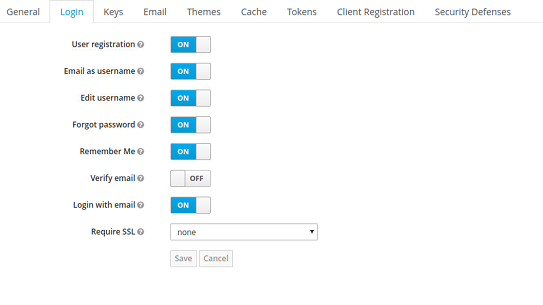 General Login Keys Email Themes Cache Tokens Client Registration Security Defenses
User registration ON
Email as username ON
Edit username ON
Forgot password ON
Remember Me ON
Verify email OFF
Login with email ON
Require SSL none
Save Cancel